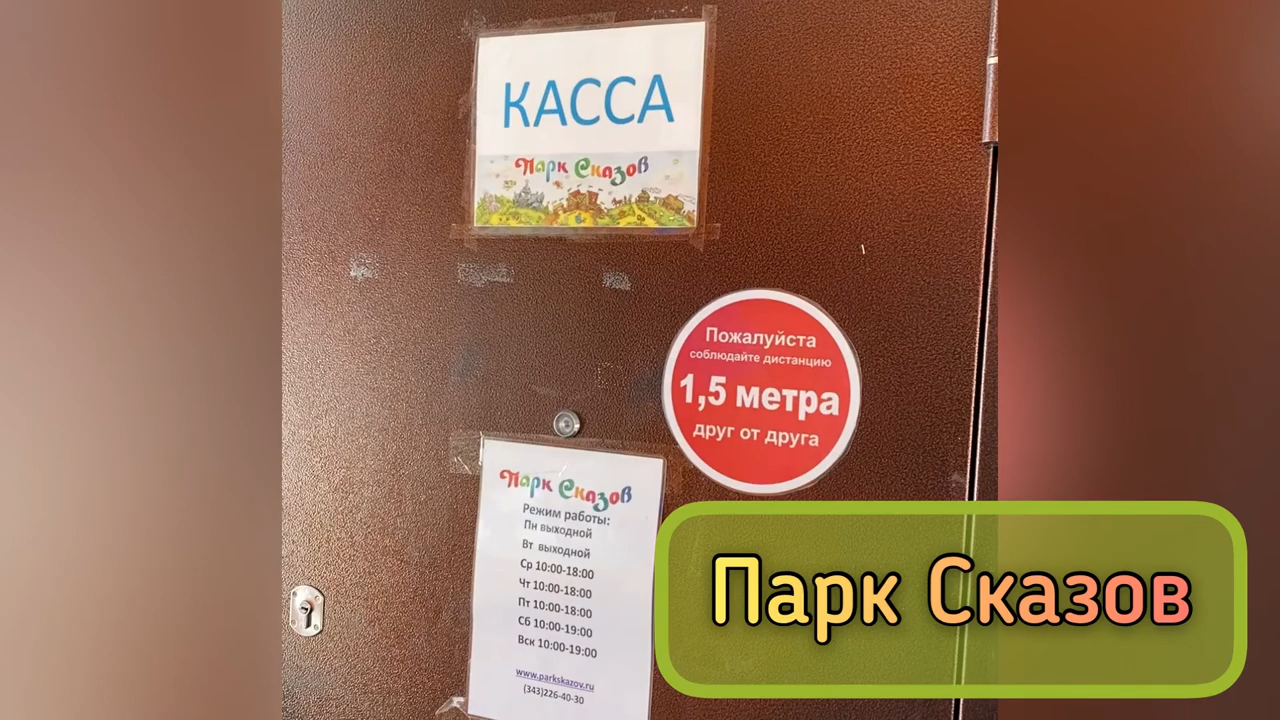 КАССА
Парк Сказов
Пожалуйста
соблюдайте дистанцию
1,5 метра
друг от друга
Парк Сказов
Режим работы:
Пн выходной
Вт выходной
Ср 10:00-18:00
Чт 10:00-18:00
Пт 10:00-18:00
Сб 10:00-19:00
Вск 10:00-19:00
www.parkskazov.ru
(343)226-40-30
Парк Сказов